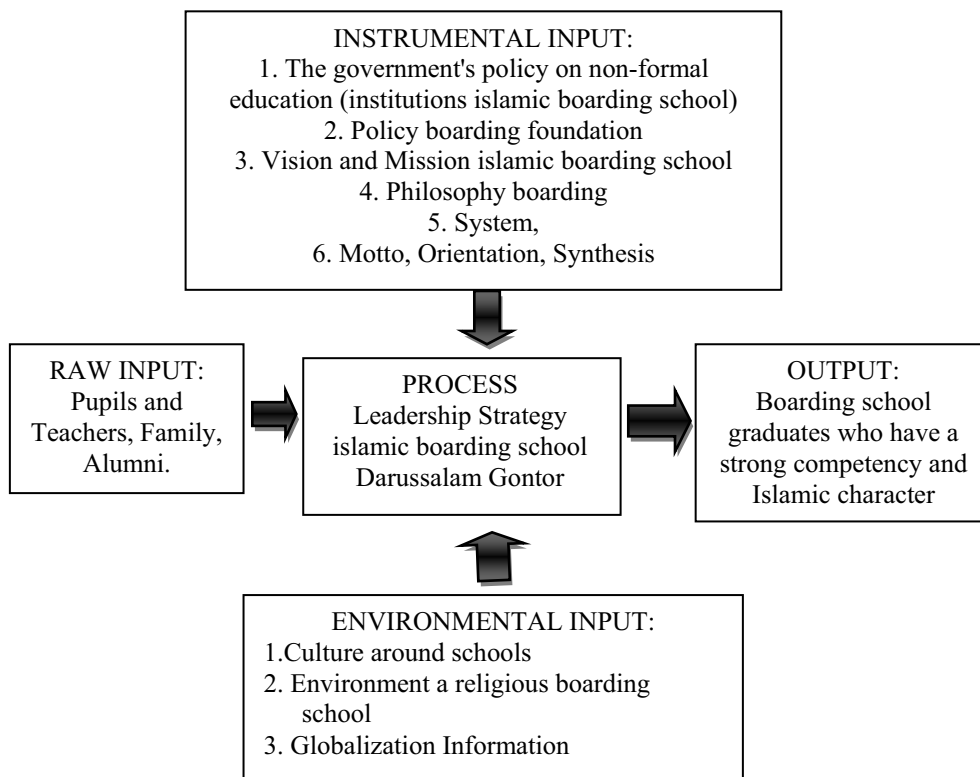 INSTRUMENTAL INPUT:
1. The government's policy on non-formal
education (institutions islamic boarding school)
2. Policy boarding foundation
3. Vision and Mission islamic boarding school
4. Philosophy boarding
5. System,
6. Motto, Orientation, Synthesis
RAW INPUT:
Pupils and
Teachers, Family,
Alumni.
PROCESS
Leadership Strategy
islamic boarding school
Darussalam Gontor
OUTPUT:
Boarding school
graduates who have a
strong competency and
Islamic character
ENVIRONMENTAL INPUT:
1.Culture around schools
2. Environment a religious boarding
school
3. Globalization Information